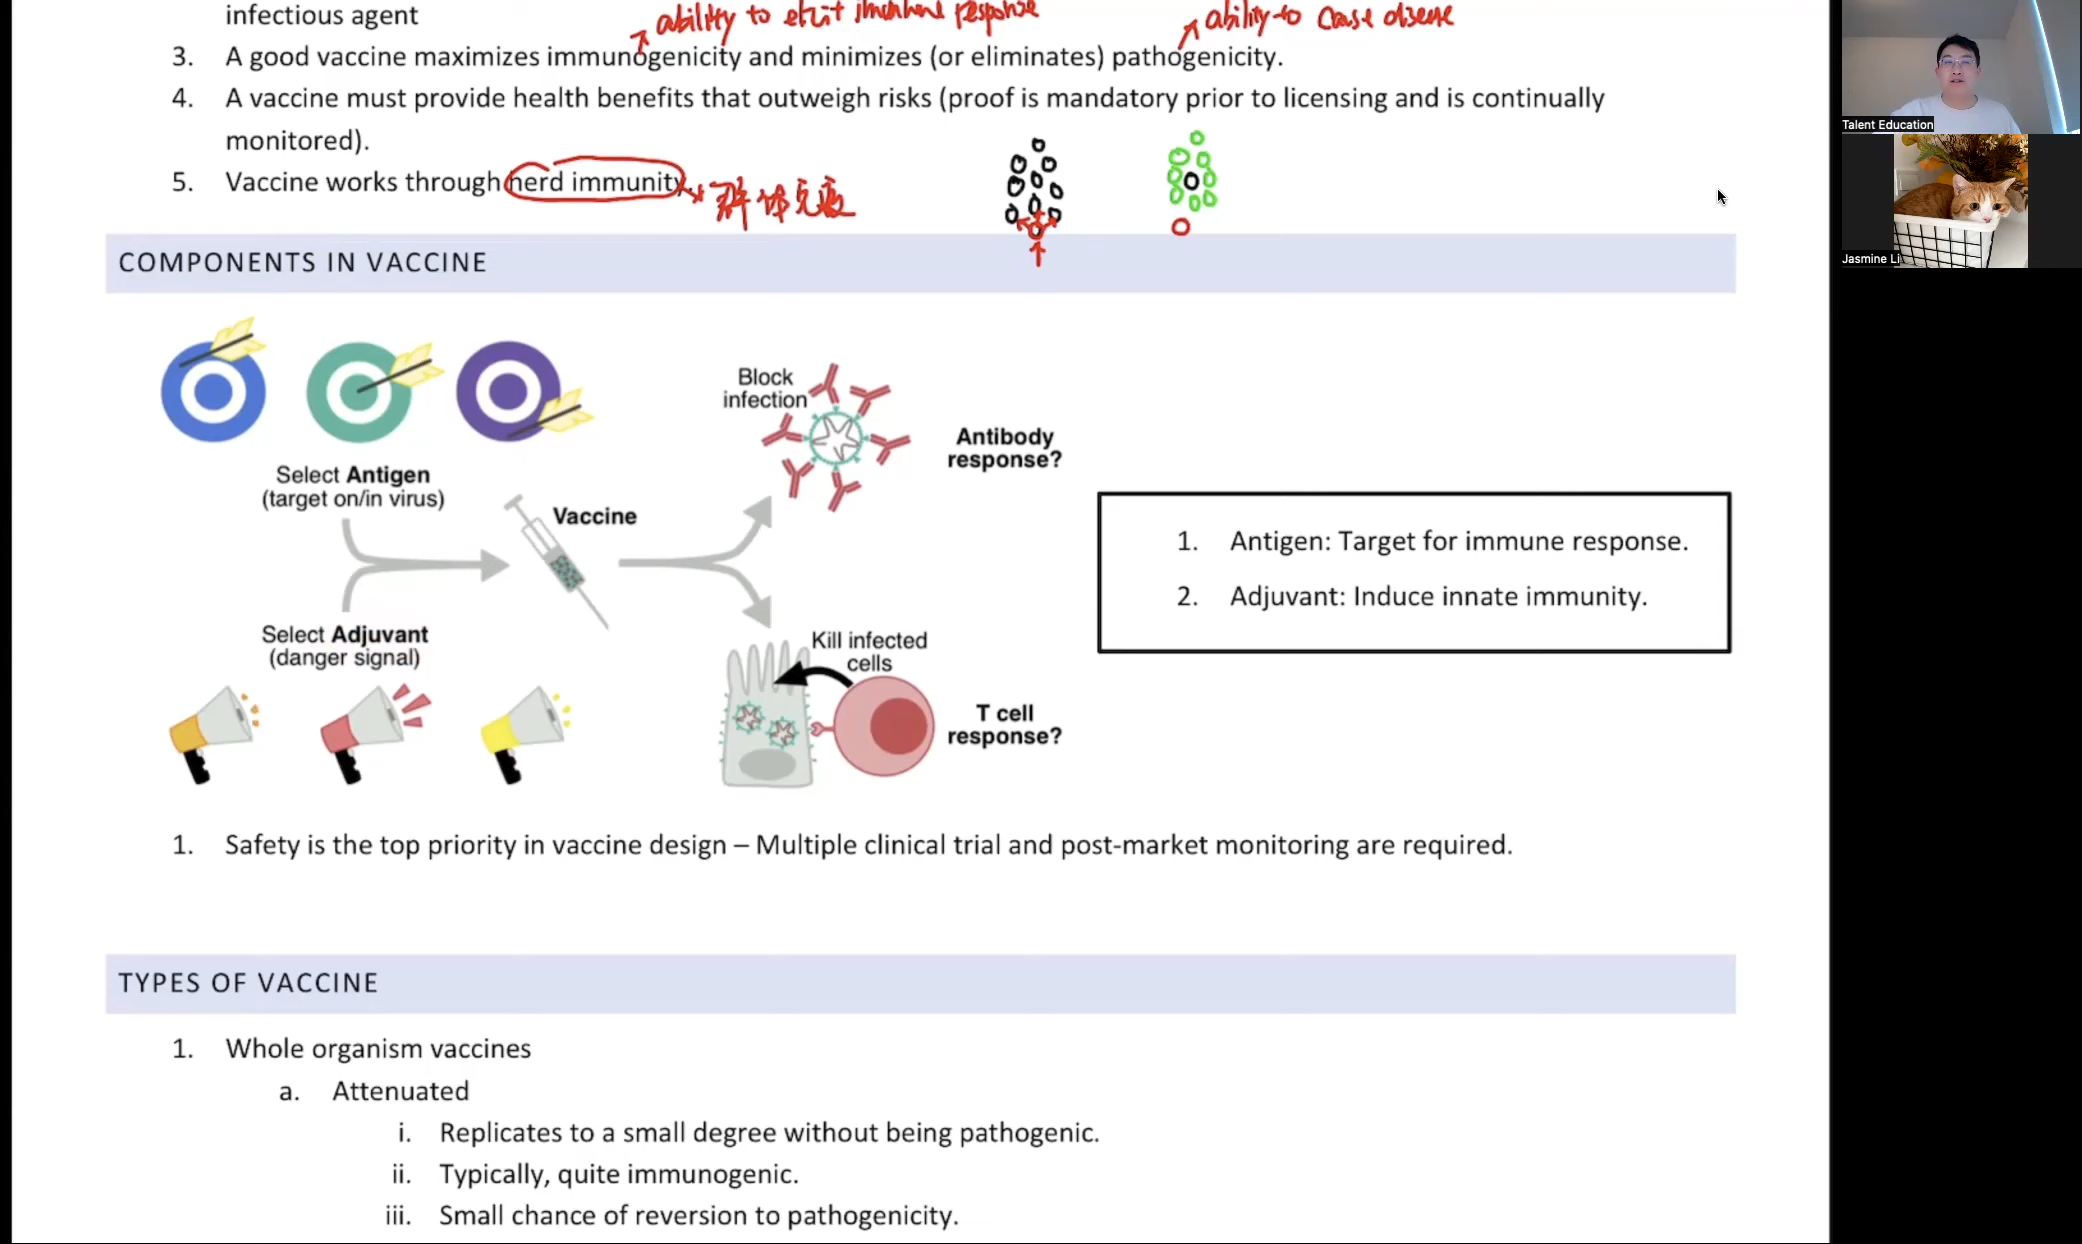 infectious agent
ability to elicit immune response
ability to cause disease
3. A good vaccine maximizes immunogenicity and minimizes (or eliminates) pathogenicity.
4. A vaccine must provide health benefits that outweigh risks (proof is mandatory prior to licensing and is continually
monitored).
5. Vaccine works through herd immunity.
群体免疫
COMPONENTS IN VACCINE
Select Antigen
(target on/in virus)
Vaccine
Select Adjuvant
(danger signal)
Block
infection
Antibody
response?
Kill infected
cells
T cell
response?
1. Antigen: Target for immune response.
2. Adjuvant: Induce innate immunity.
1. Safety is the top priority in vaccine design – Multiple clinical trial and post-market monitoring are required.
TYPES OF VACCINE
1. Whole organism vaccines
a. Attenuated
i. Replicates to a small degree without being pathogenic.
ii. Typically, quite immunogenic.
iii. Small chance of reversion to pathogenicity.
Talent Education
Jasmine Li